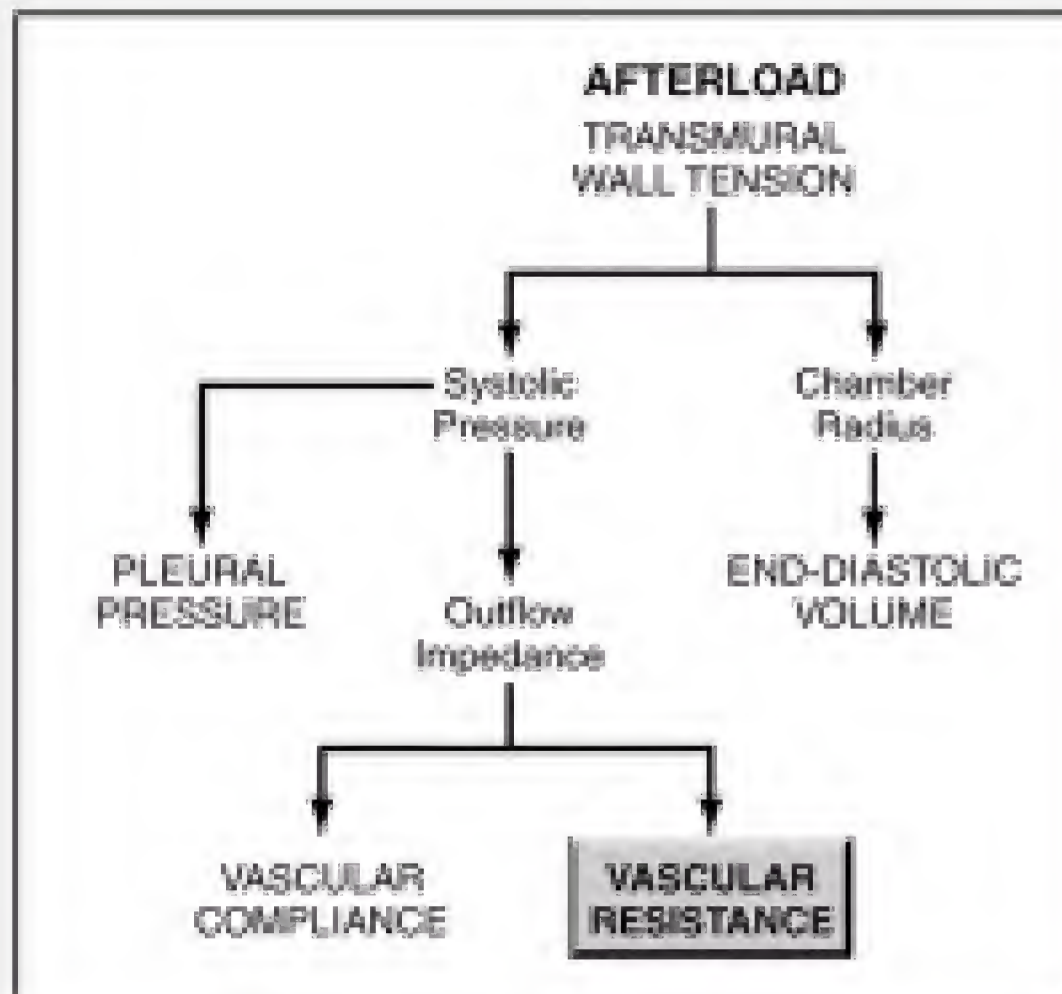 AFTERLOAD
TRANSMURAL
WALL TENSION
Systolic
Pressure
Chamber
Radius
PLEURAL
PRESSURE
Outflow
Impedance
END-DIASTOLIC
VOLUME
VASCULAR
COMPLIANCE
VASCULAR
RESISTANCE